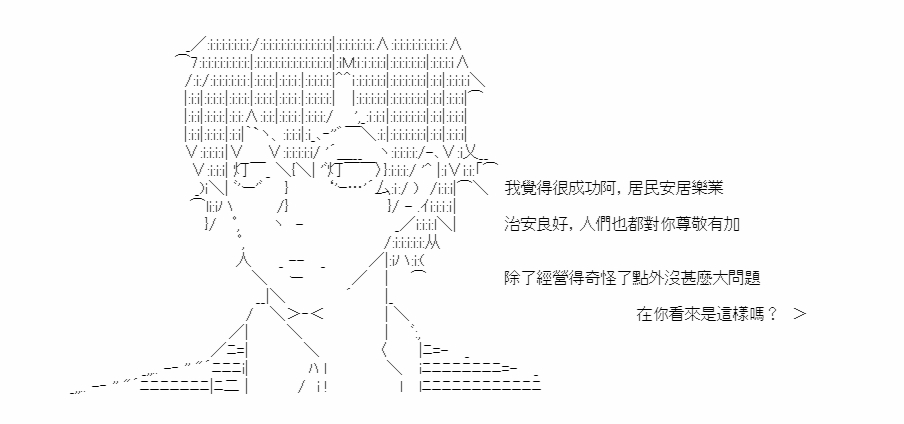 我覺得很成功阿，居民安居樂業
治安良好，人們也都對你尊敬有加
除了經營得奇怪了點外沒甚麼大問題
在你看來是這樣嗎？ ＞